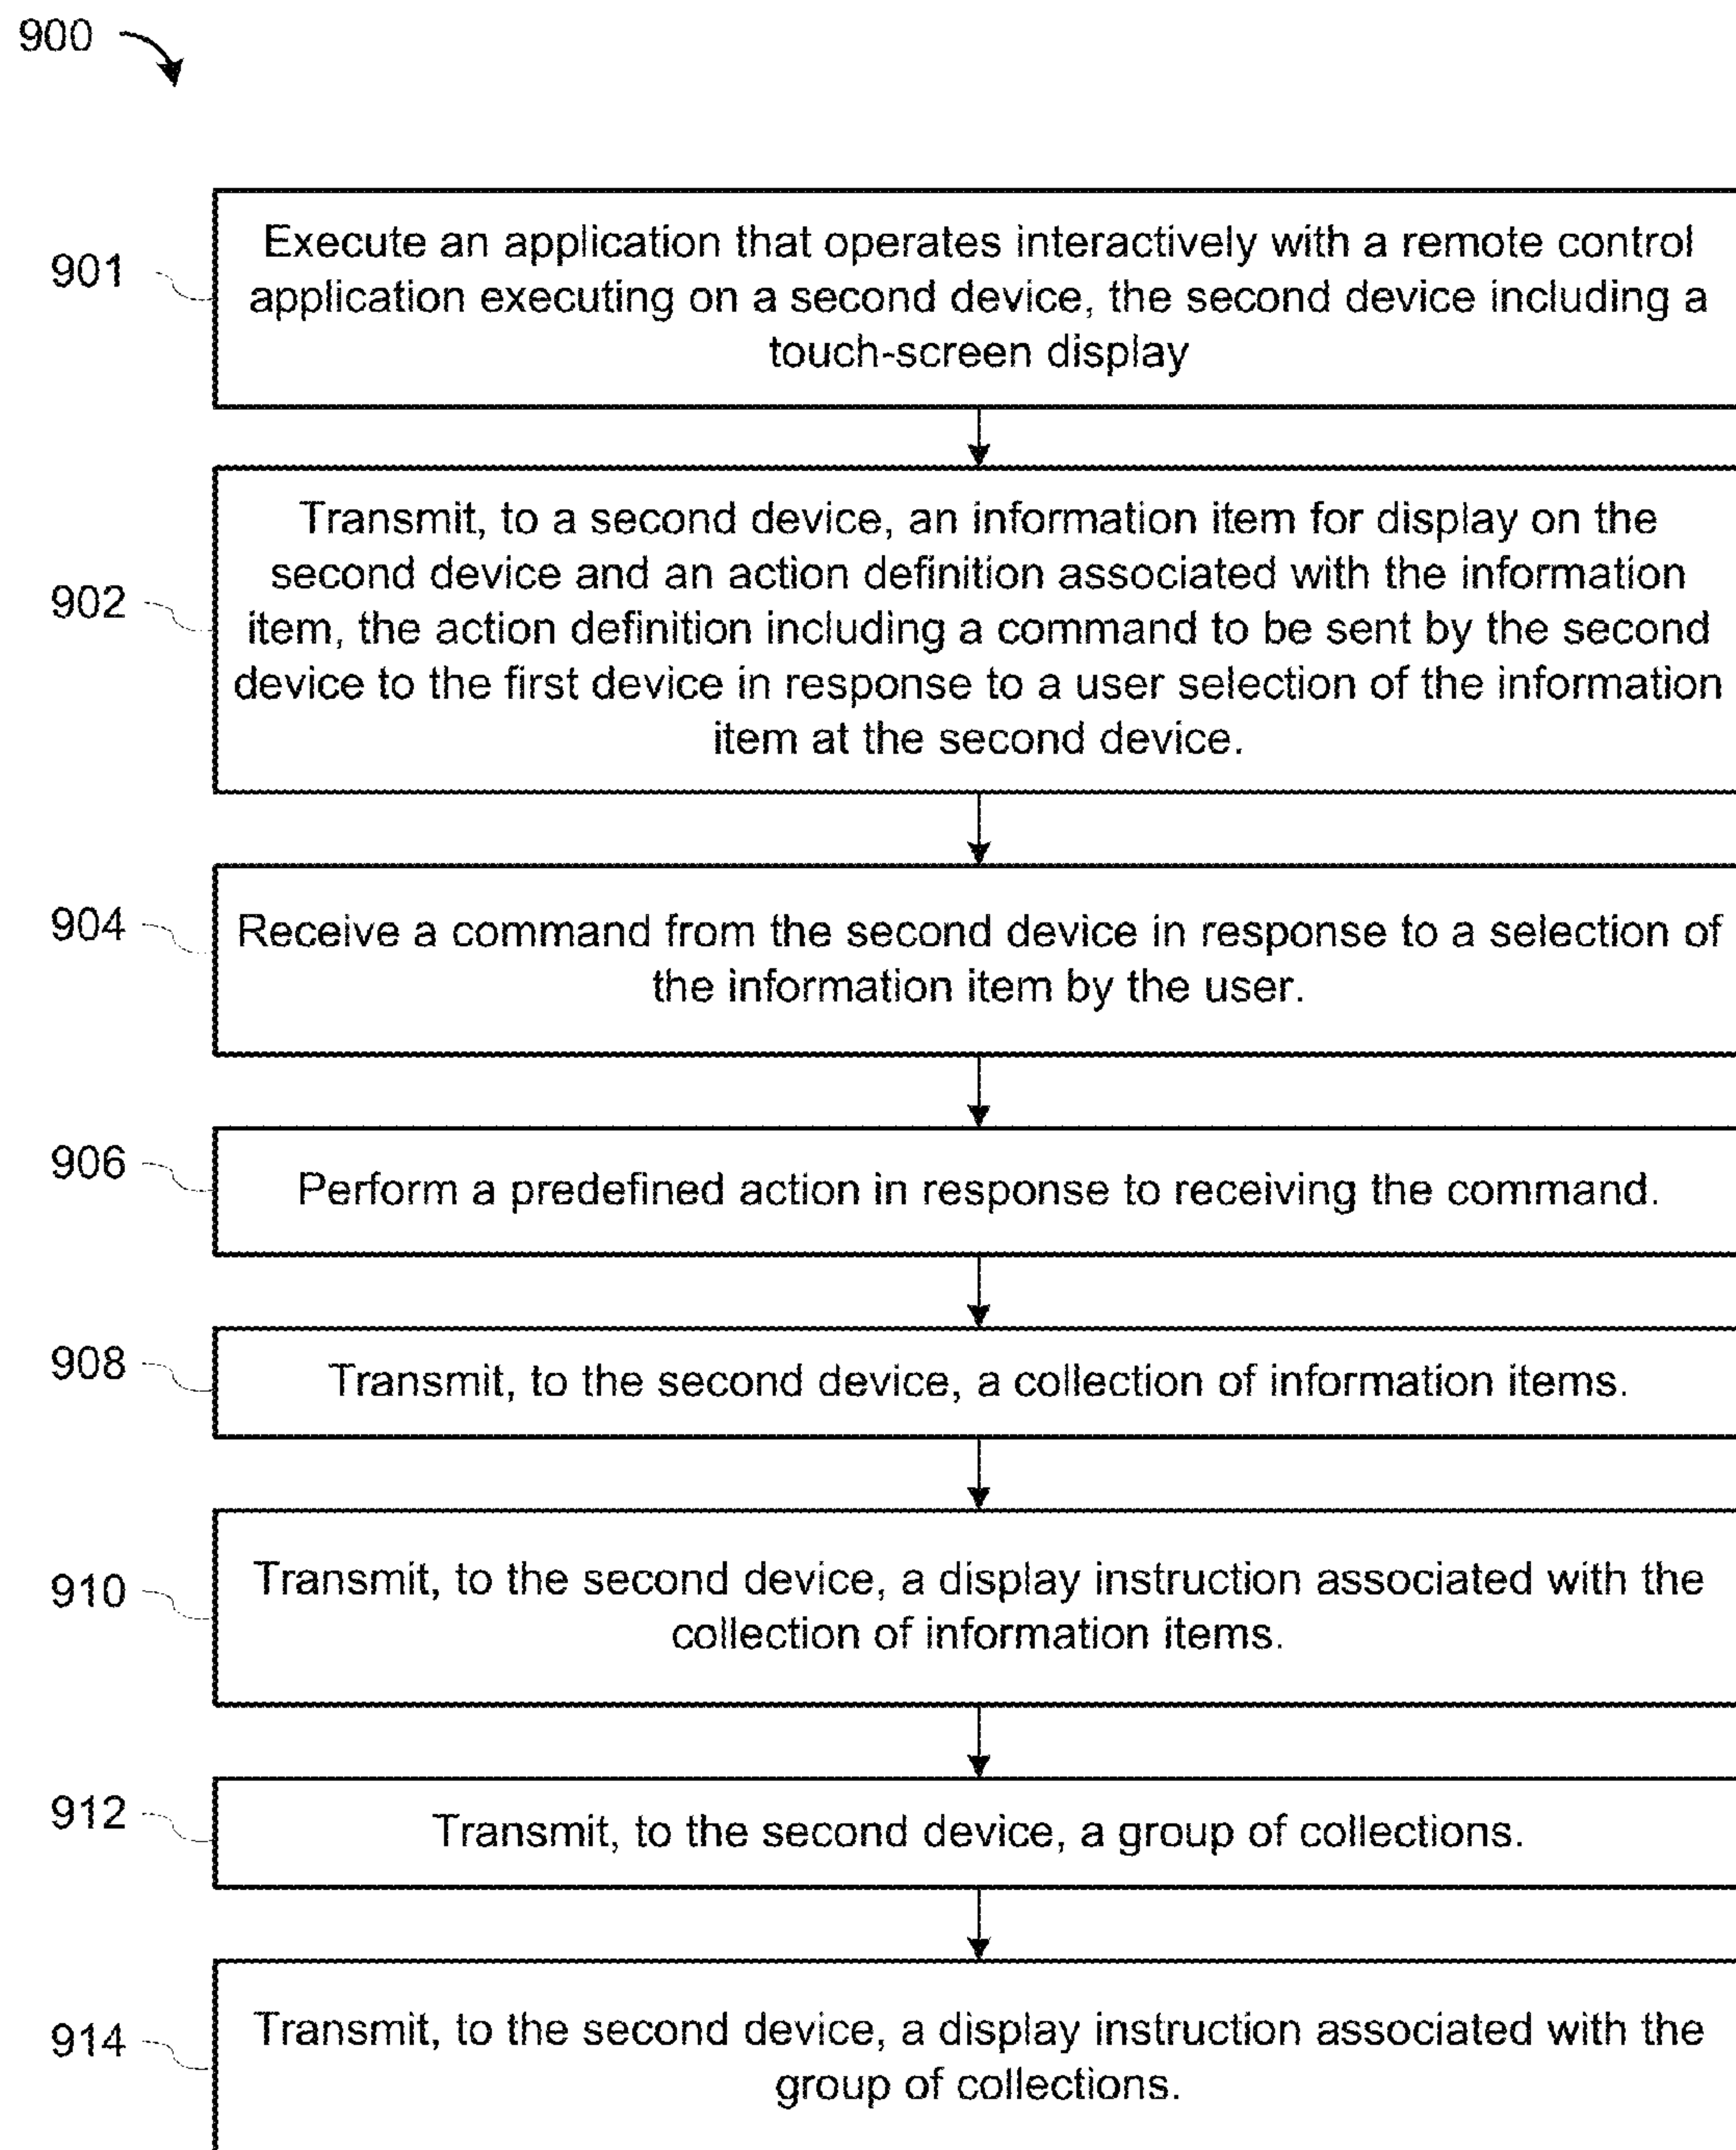 900
901
Execute an application that operates interactively with a remote control
application executing on a second device, the second device including a
touch-screen display
902
Transmit, to a second device, an information item for display on the
second device and an action definition associated with the information
item, the action definition including a command to be sent by the second
device to the first device in response to a user selection of the information
item at the second device.
904
Receive a command from the second device in response to a selection of
the information item by the user.
906
Perform a predefined action in response to receiving the command.
908
Transmit, to the second device, a collection of information items.
910
Transmit, to the second device, a display instruction associated with the
collection of information items.
912
Transmit, to the second device, a group of collections.
914
Transmit, to the second device, a display instruction associated with the
group of collections.